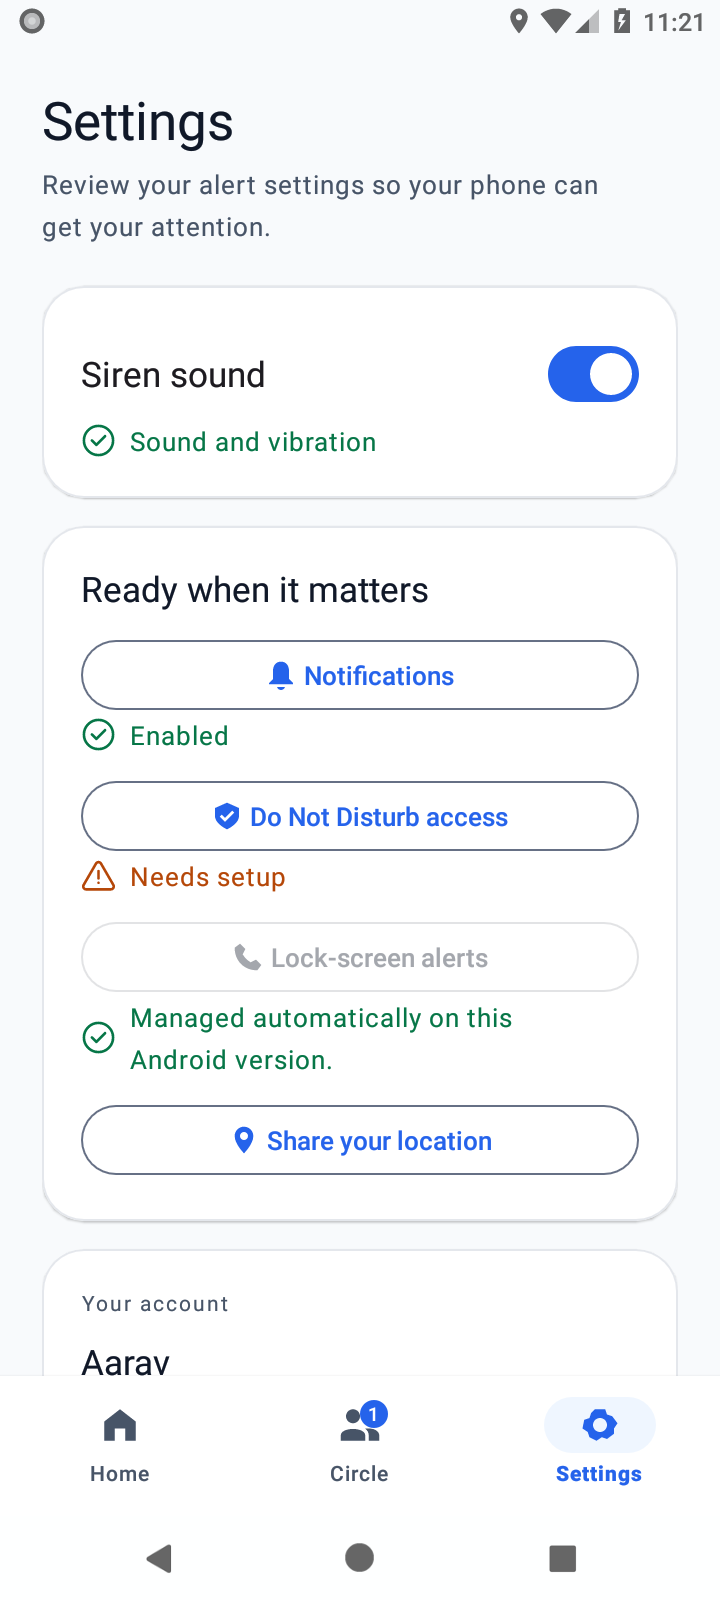 11:21
Settings
Review your alert settings so your phone can
get your attention.
Siren sound
Sound and vibration
Ready when it matters
Notifications
Enabled
Do Not Disturb access
Needs setup
Lock-screen alerts
Managed automatically on this
Android version.
Share your location
Your account
Aarav
1
Home
Circle
Settings